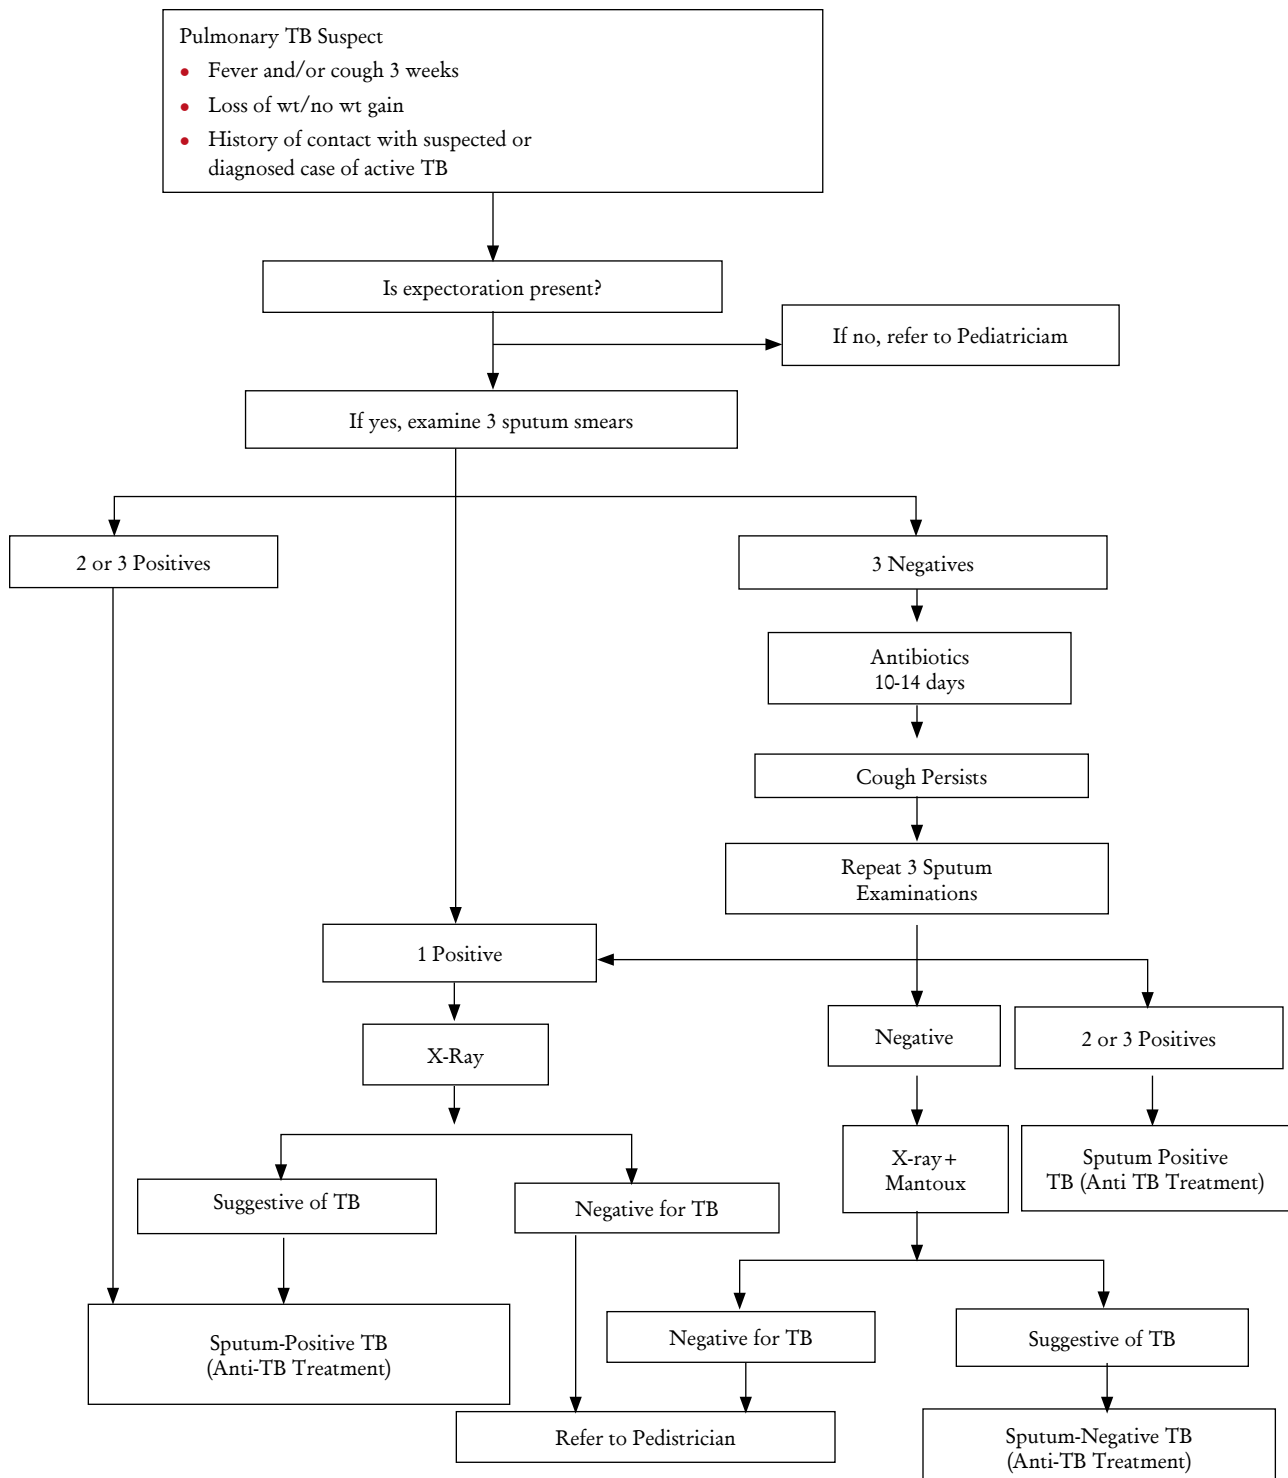 Pulmonary TB Suspect
• Fever and/or cough 3 weeks
• Loss of wt/no wt gain
• History of contact with suspected or
diagnosed case of active TB
Is expectoration present?
If no, refer to Pediatriciam
If yes, examine 3 sputum smears
2 or 3 Positives
3 Negatives
Antibiotics
10-14 days
Cough Persists
Repeat 3 Sputum
Examinations
1 Positive
Negative
2 or 3 Positives
X-Ray
X-ray+
Mantoux
Sputum Positive
TB (Anti TB Treatment)
Suggestive of TB
Negative for TB
Negative for TB
Suggestive of TB
Sputum-Positive TB
(Anti-TB Treatment)
Refer to Pedistrician
Sputum-Negative TB
(Anti-TB Treatment)